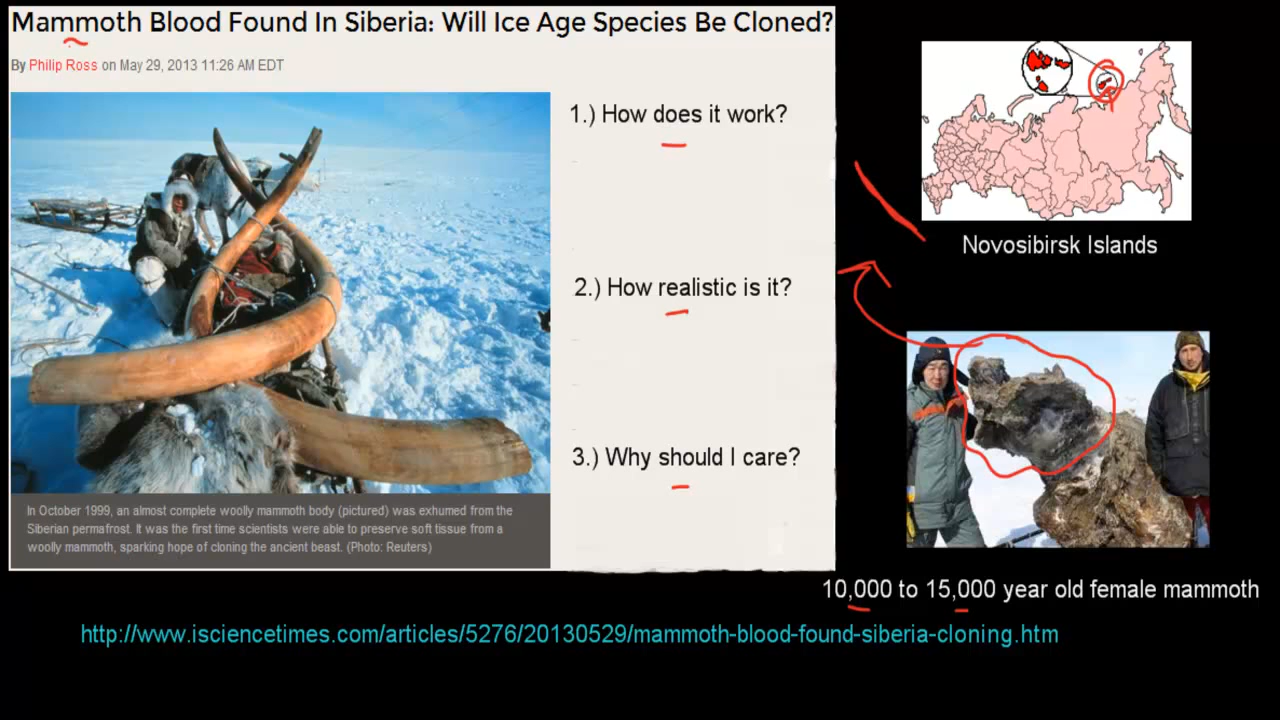 Mammoth Blood Found In Siberia: Will Ice Age Species Be Cloned?
By Philip Ross on May 29, 2013 11:26 AM EDT
1.) How does it work?
2.) How realistic is it?
3.) Why should I care?
In October 1999, an almost complete woolly mammoth body (pictured) was exhumed from the
Siberian permafrost. It was the first time scientists were able to preserve soft tissue from a
woolly mammoth, sparking hope of cloning the ancient beast. (Photo: Reuters)
Novosibirsk Islands
10,000 to 15,000 year old female mammoth
http://www.isciencetimes.com/articles/5276/20130529/mammoth-blood-found-siberia-cloning.htm